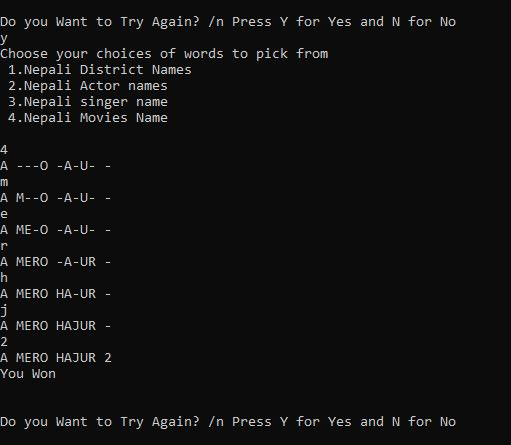 Do you Want to Try Again? /n Press Y for Yes and N for No
y
Choose your choices of words to pick from
1.Nepali District Names
2.Nepali Actor names
3.Nepali singer name
4.Nepali Movies Name
4
A ---O -A-U- -
m
A M--O -A-U- -
e
A ME-O -A-U- -
r
A MERO -A-UR -
h
A MERO HA-UR -
j
A MERO HAJUR -
2
A MERO HAJUR 2
You Won
Do you Want to Try Again? /n Press Y for Yes and N for No